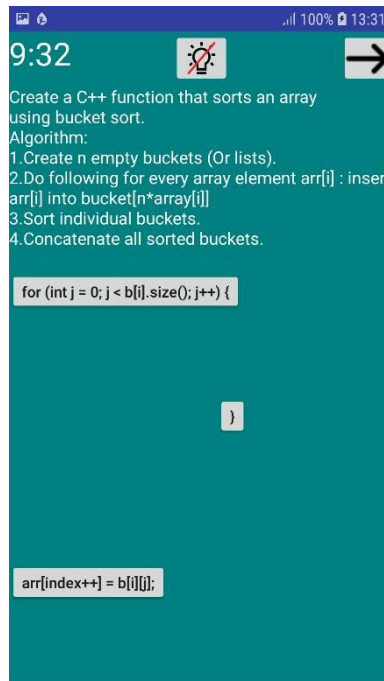 100% 13:31
9:32
Create a C++ function that sorts an array
using bucket sort.
Algorithm:
1.Create n empty buckets (Or lists).
2.Do following for every array element arr[i] : inser
arr[i] into bucket[n*array[i]]
3.Sort individual buckets.
4.Concatenate all sorted buckets.
for (int j = 0; j < b[i].size(); j++) {
}
arr[index++] = b[i][j];